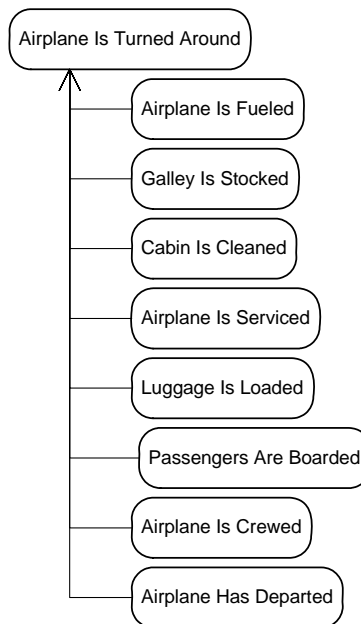 Airplane Is Turned Around
Airplane Is Fueled
Galley Is Stocked
Cabin Is Cleaned
Airplane Is Serviced
Luggage Is Loaded
Passengers Are Boarded
Airplane Is Crewed
Airplane Has Departed